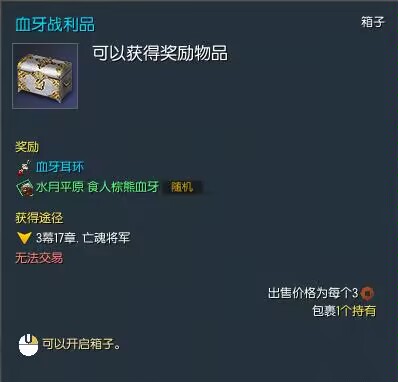 血牙战利品
箱子
可以获得奖励物品
奖励
血牙耳环
水月平原 食人棕熊血牙 随机
获得途径
3幕17章. 亡魂将军
无法交易
出售价格为每个3
包裹1个持有
可以开启箱子。